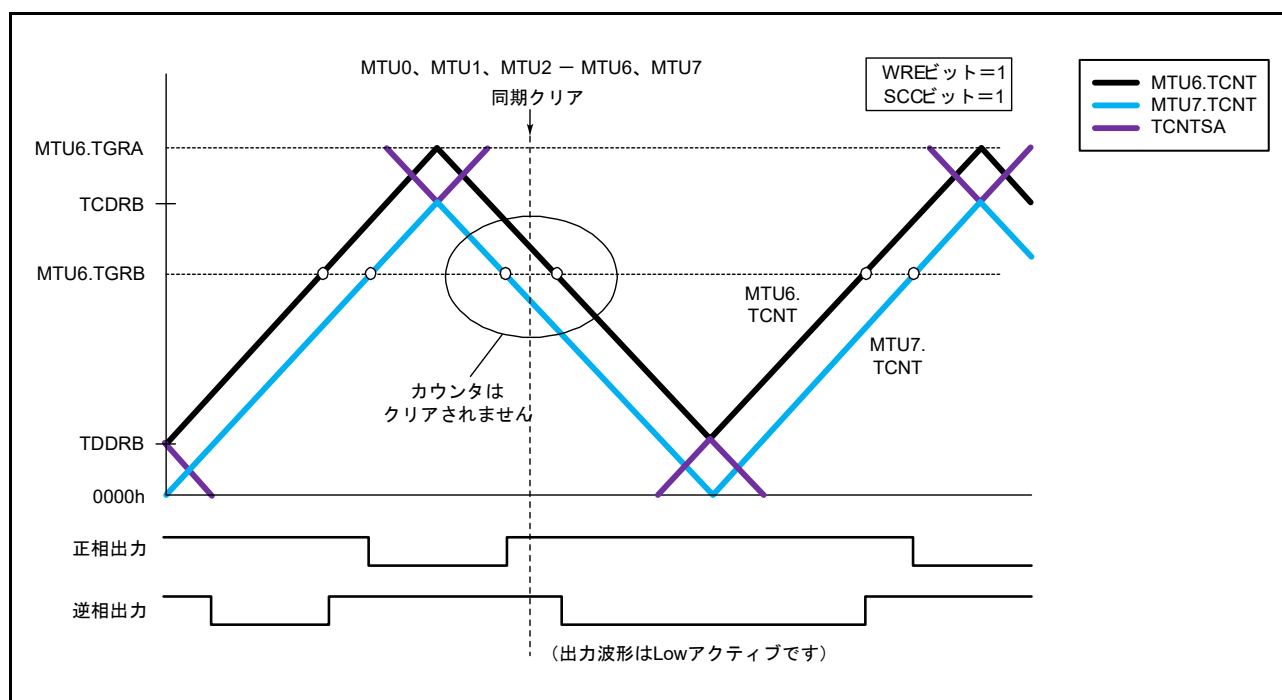 MTU0、MTU1、MTU2 － MTU6、MTU7
同期クリア
WREビット＝1
SCCビット＝1
MTU6.TCNT
MTU7.TCNT
TCNTSA
MTU6.TGRA
TCDRB
MTU6.TGRB
MTU6.
TCNT
MTU7.
TCNT
カウンタは
クリアされません
TDDRB
0000h
正相出力
逆相出力
（出力波形はLowアクティブです）